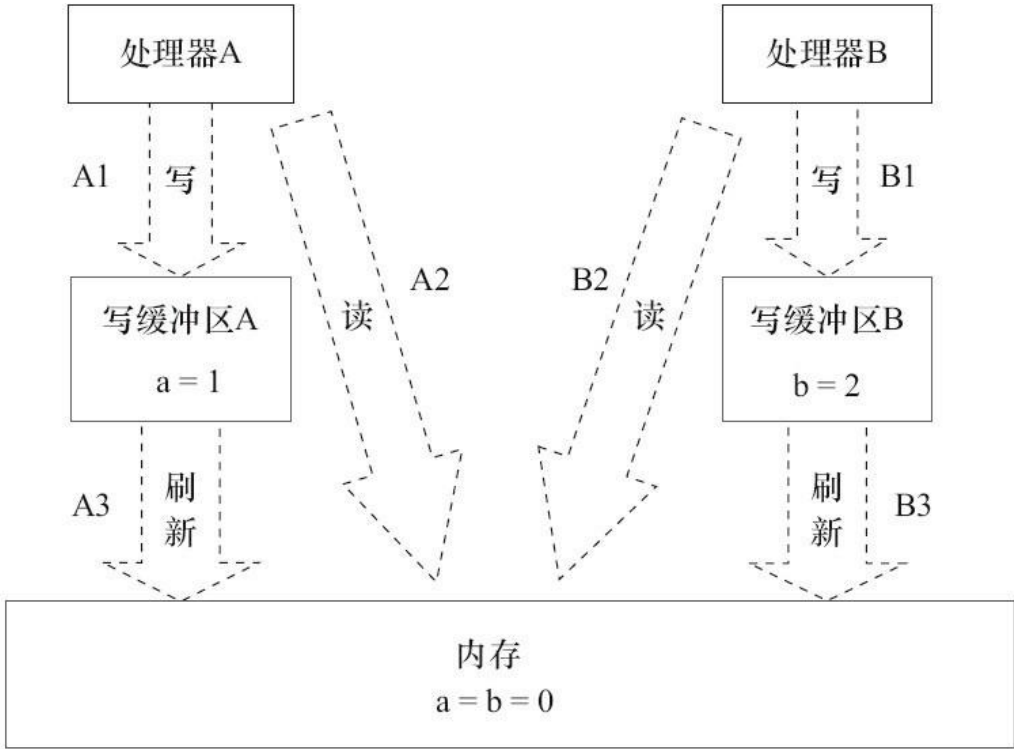 处理器A
处理器B
A1
写
写
B1
A2
B2
读
读
写缓冲区A
a = 1
写缓冲区B
b = 2
A3
刷
新
刷
新
B3
内存
a = b = 0